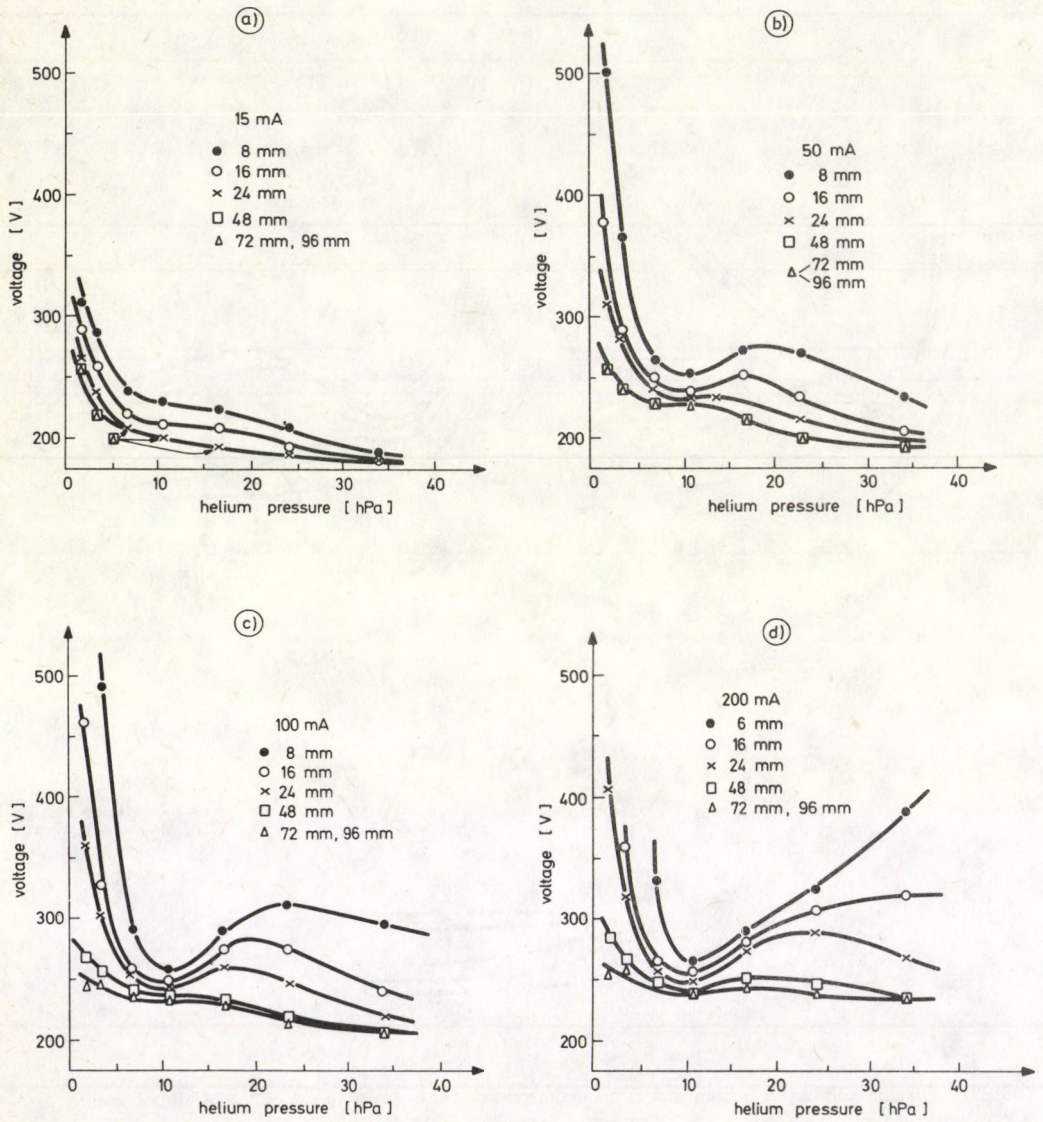 a)
500
400
300
200
voltage [V]
15 mA
8 mm
16 mm
24 mm
48 mm
72 mm, 96 mm
0 10 20 30 40
helium pressure [hPa]
b)
500
400
300
200
voltage [V]
50 mA
8 mm
16 mm
24 mm
48 mm
72 mm
96 mm
0 10 20 30 40
helium pressure [hPa]
c)
500
400
300
200
voltage [V]
100 mA
8 mm
16 mm
24 mm
48 mm
72 mm, 96 mm
0 10 20 30 40
helium pressure [hPa]
d)
500
400
300
200
voltage [V]
200 mA
6 mm
16 mm
24 mm
48 mm
72 mm, 96 mm
0 10 20 30 40
helium pressure [hPa]